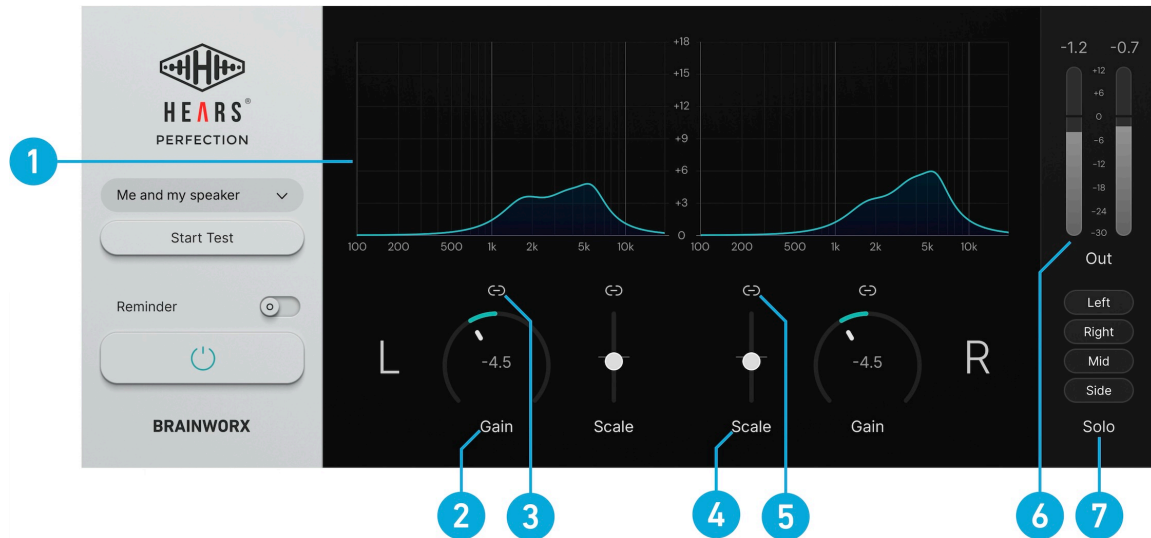 HEARS®
PERFECTION
Me and my speaker
Start Test
Reminder
BRAINWORX
+18
+15
+12
+9
+6
+3
0
100 200 500 1k 2k 5k 10k
100 200 500 1k 2k 5k 10k
L
-4.5
Gain
Scale
Scale
-4.5
Gain
R
-1.2 -0.7
+12
+6
0
-6
-12
-18
-24
-30
Out
Left
Right
Mid
Side
Solo
1
2
3
4
5
6
7